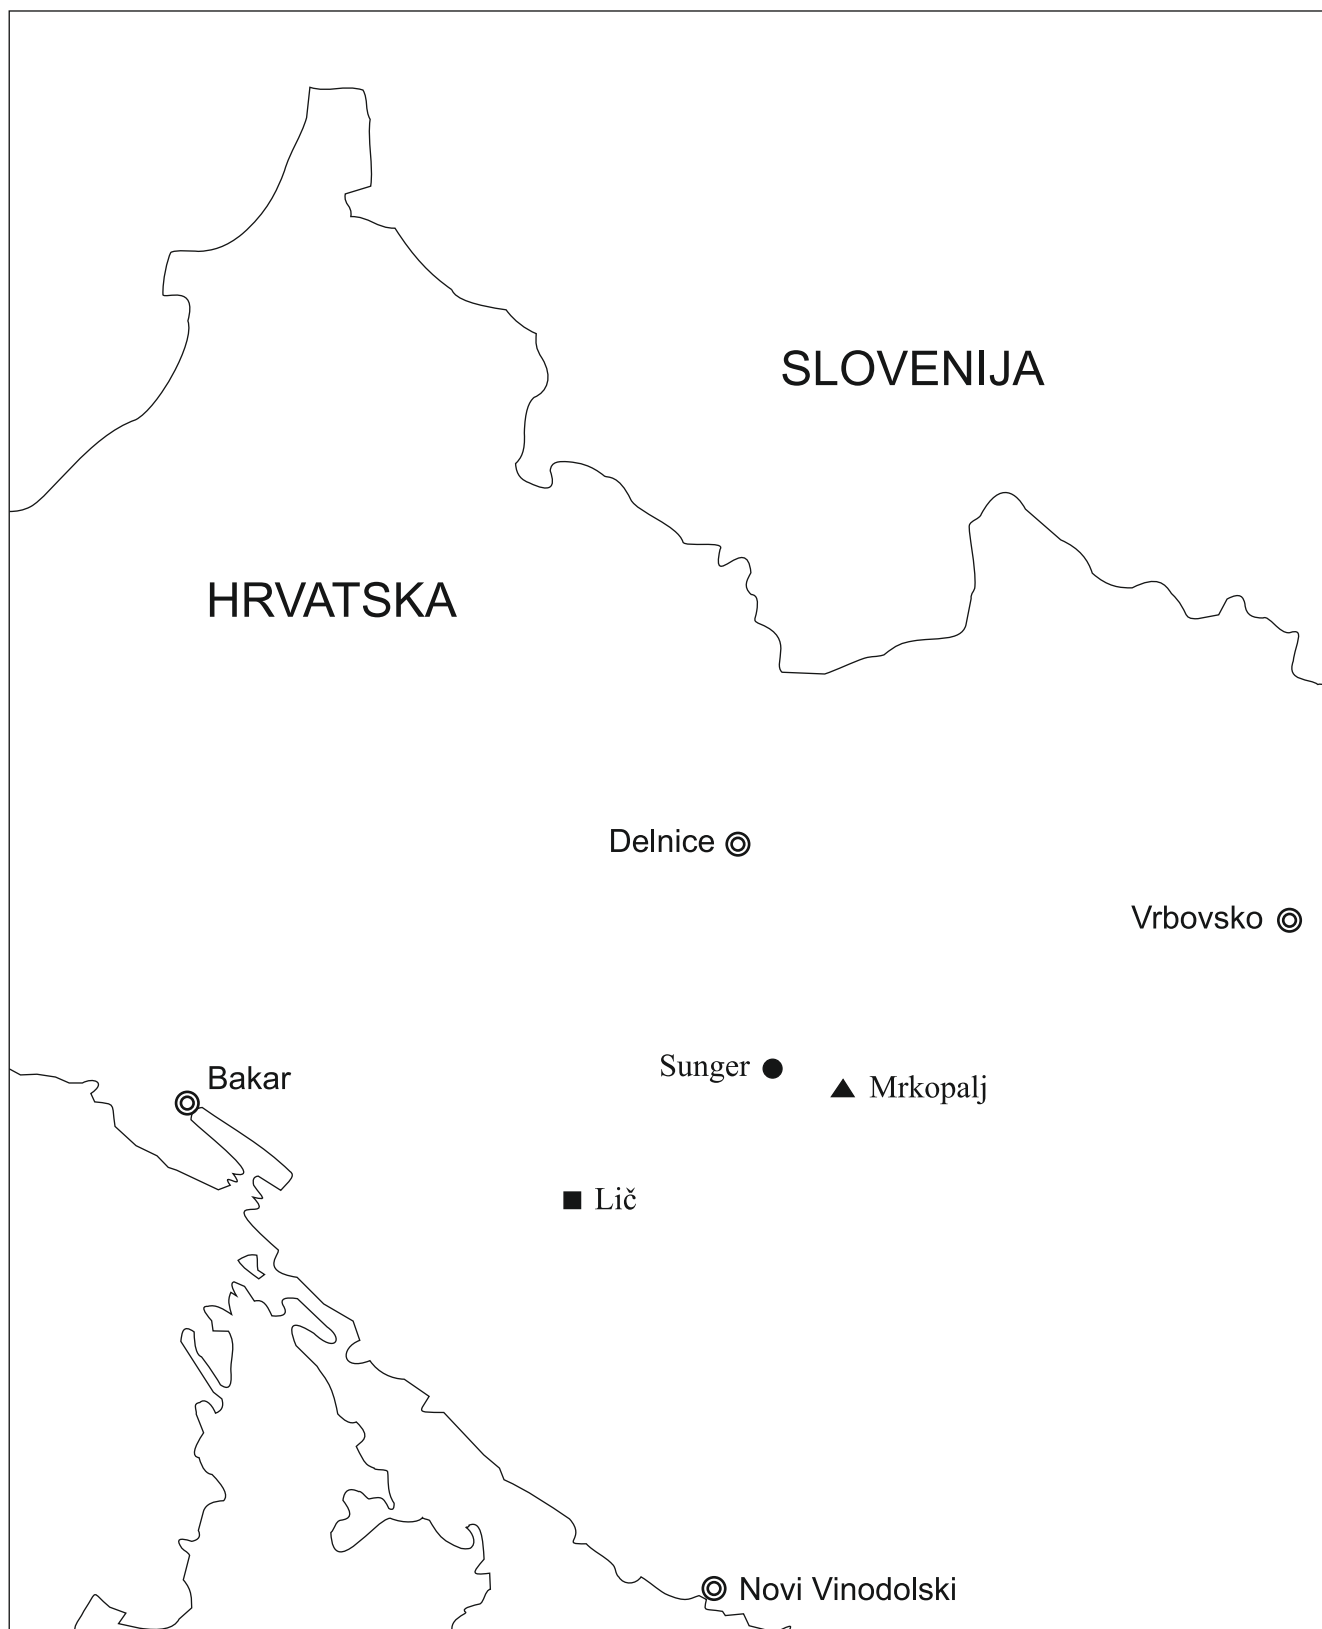 SLOVENIJA
HRVATSKA
Delnice
Vrbovsko
Sunger
Mrkopalj
Bakar
Lič
Novi Vinodolski